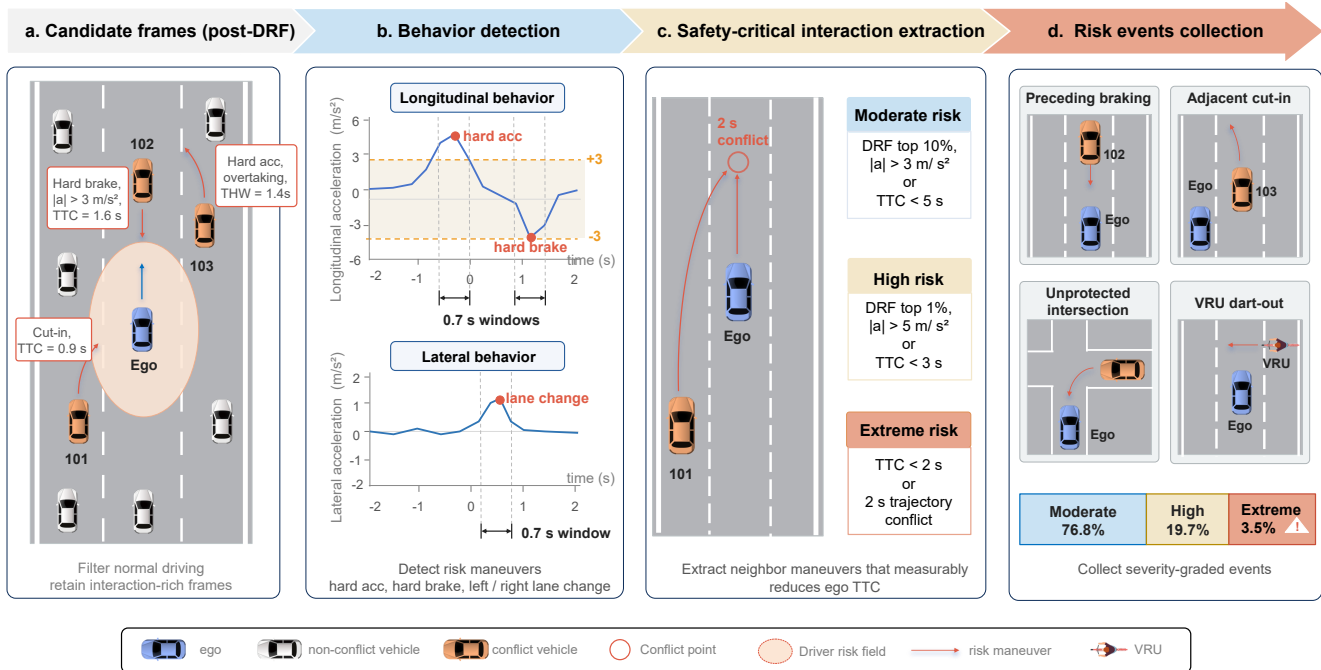 a. Candidate frames (post-DRF)
b. Behavior detection
c. Safety-critical interaction extraction
d. Risk events collection
102
Hard brake,
|a| > 3 m/s²,
TTC = 1.6 s
Hard acc,
overtaking,
THW = 1.4s
103
Cut-in,
TTC = 0.9 s
Ego
101
Filter normal driving
retain interaction-rich frames
Longitudinal behavior
Longitudinal acceleration (m/s²)
6
3
0
-3
-6
hard acc
+3
hard brake
-3
time (s)
-2
-1
0
1
2
0.7 s windows
Lateral behavior
Lateral acceleration (m/s²)
2
1
0
-1
-2
lane change
time (s)
-2
-1
0
1
2
0.7 s window
Detect risk maneuvers
hard acc, hard brake, left / right lane change
2 s
conflict
Ego
101
Moderate risk
DRF top 10%,
|a| > 3 m/ s²
or
TTC < 5 s
High risk
DRF top 1%,
|a| > 5 m/ s²
or
TTC < 3 s
Extreme risk
TTC < 2 s
or
2 s trajectory
conflict
Extract neighbor maneuvers that measurably
reduces ego TTC
Preceding braking
102
Ego
Adjacent cut-in
Ego
103
Unprotected
intersection
Ego
VRU dart-out
VRU
Ego
Moderate
76.8%
High
19.7%
Extreme
3.5%
!
Collect severity-graded events
ego
non-conflict vehicle
conflict vehicle
Conflict point
Driver risk field
risk maneuver
VRU